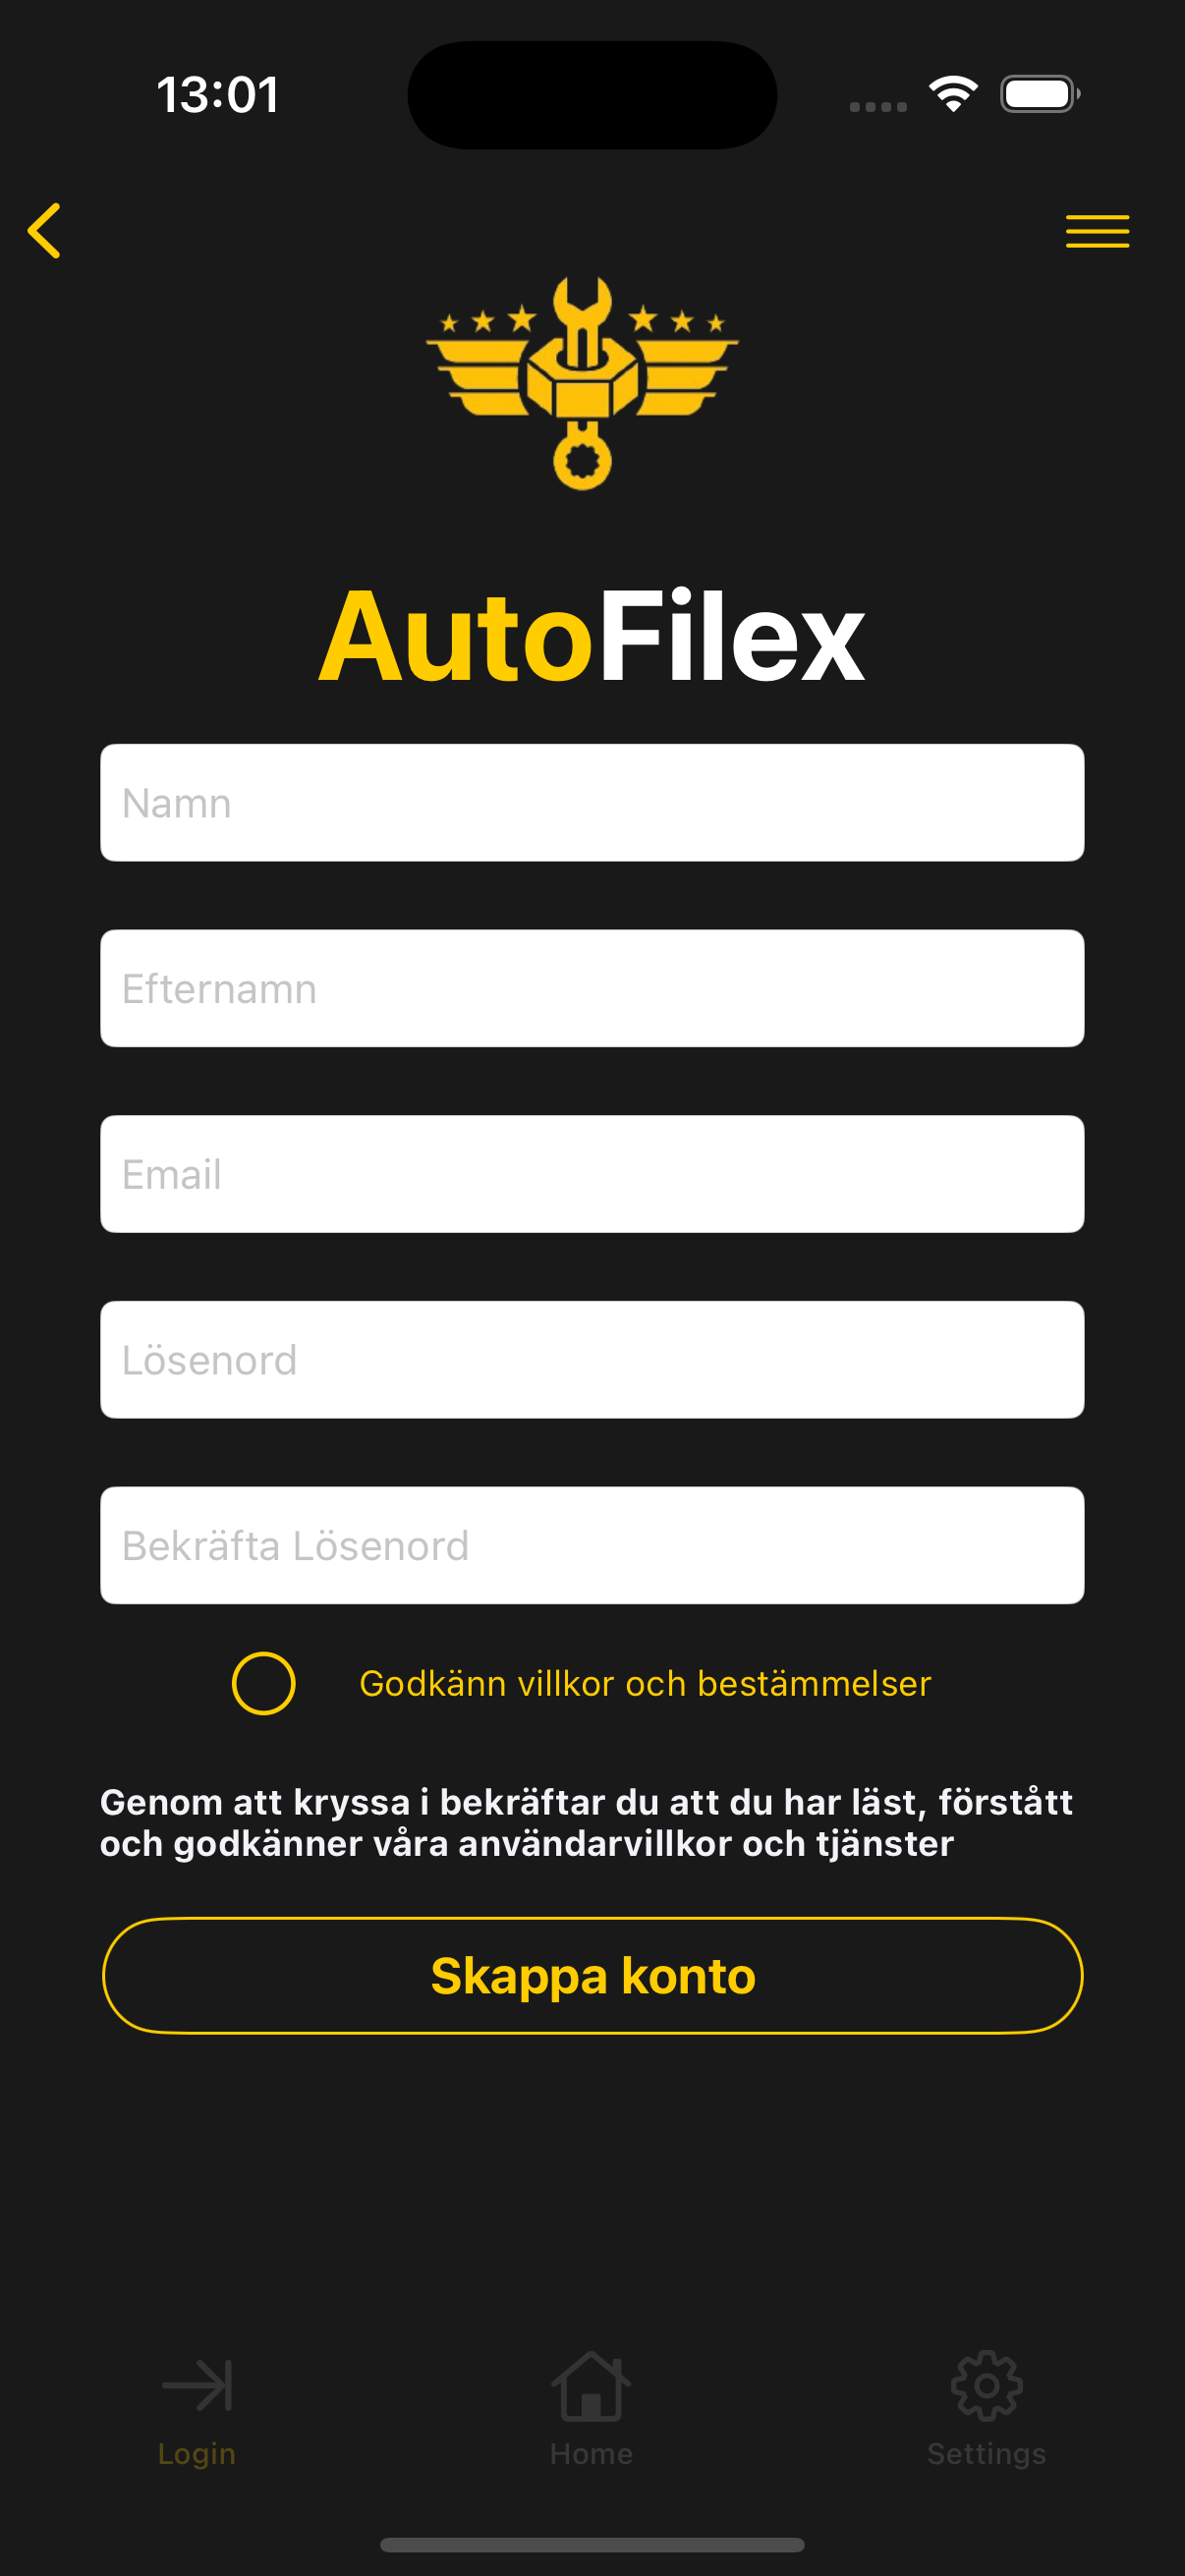 13:01
AutoFilex
Namn
Efternamn
Email
Lösenord
Bekräfta Lösenord
Godkänn villkor och bestämmelser
Genom att kryssa i bekräftar du att du har läst, förstått
och godkänner våra användarvillkor och tjänster
Skappa konto
Login
Home
Settings